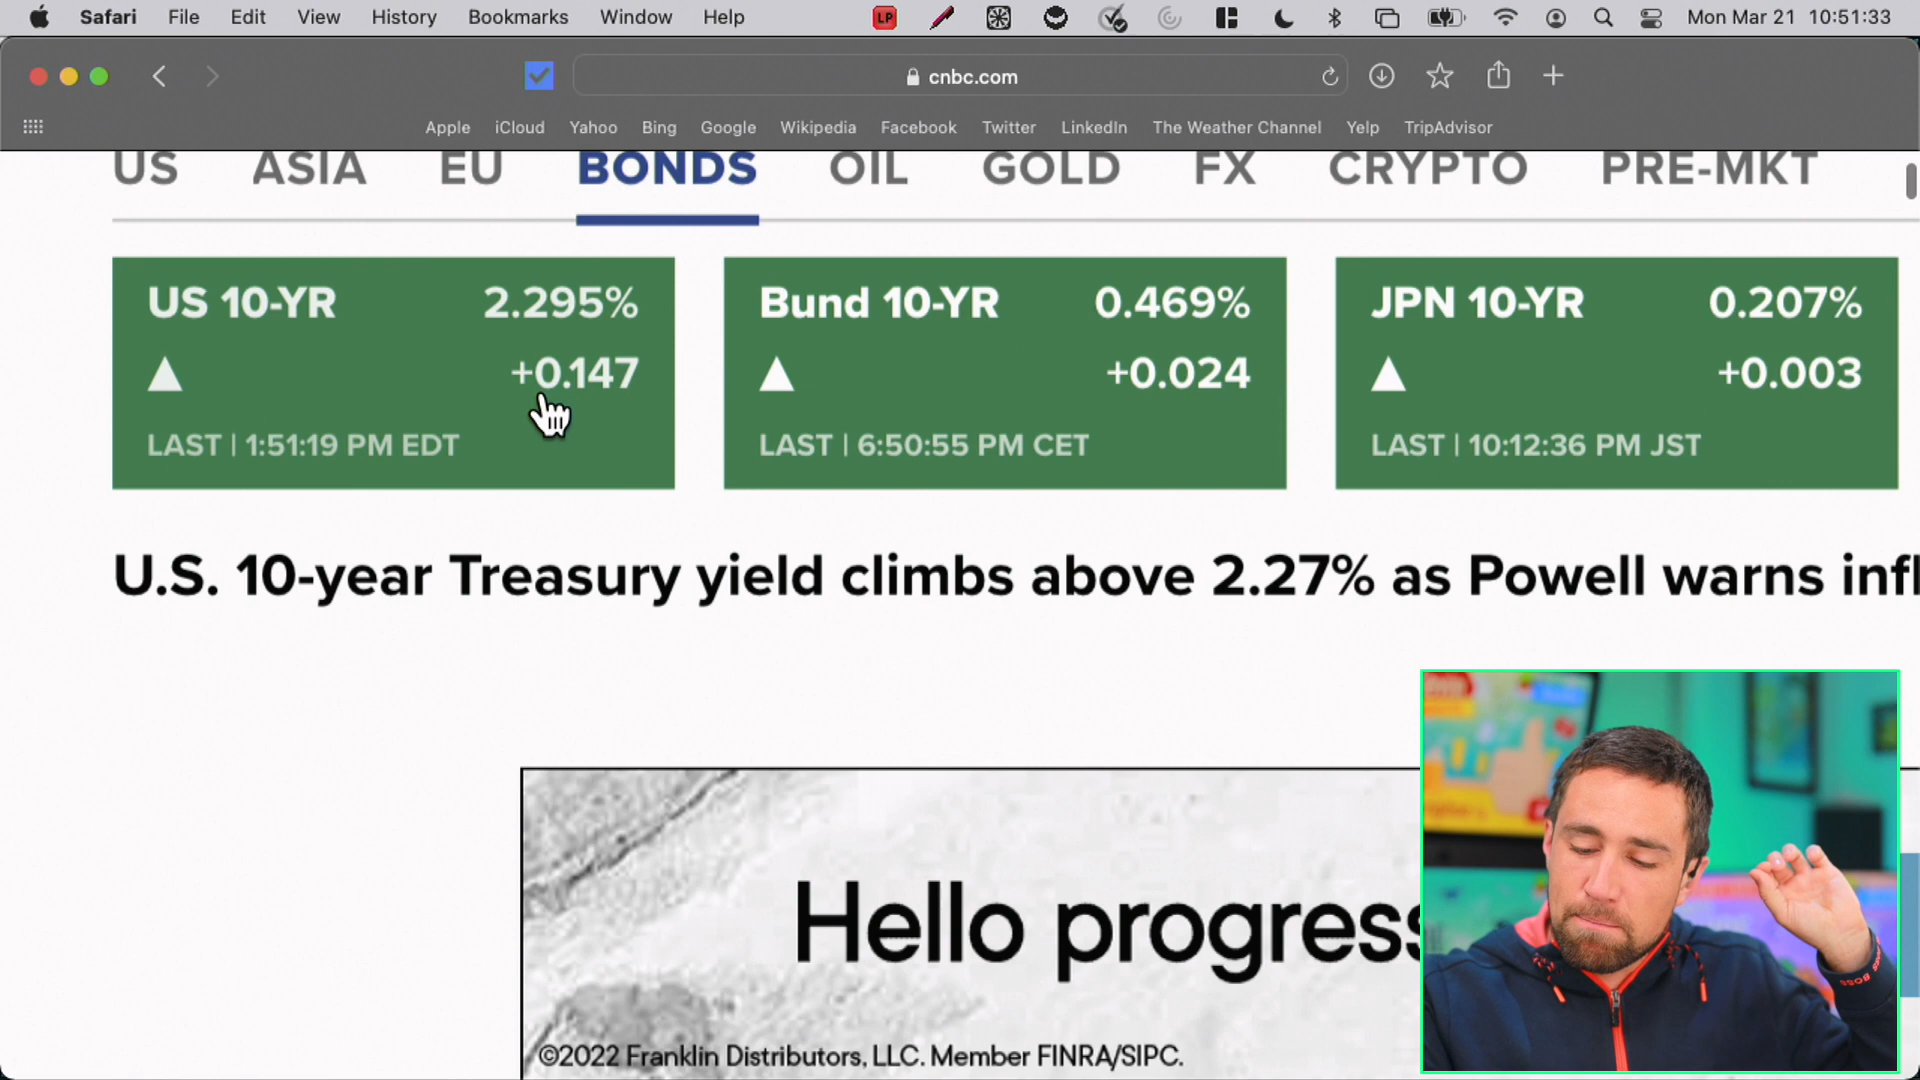 Safari File Edit View History Bookmarks Window Help LP Mon Mar 21 10:51:33
cnbc.com
Apple iCloud Yahoo Bing Google Wikipedia Facebook Twitter LinkedIn The Weather Channel Yelp TripAdvisor
US ASIA EU BONDS OIL GOLD FX CRYPTO PRE-MKT
US 10-YR 2.295%
▲ +0.147
LAST | 1:51:19 PM EDT
Bund 10-YR 0.469%
▲ +0.024
LAST | 6:50:55 PM CET
JPN 10-YR 0.207%
▲ +0.003
LAST | 10:12:36 PM JST
U.S. 10-year Treasury yield climbs above 2.27% as Powell warns infl
Hello progress
©2022 Franklin Distributors, LLC. Member FINRA/SIPC.
BOSS